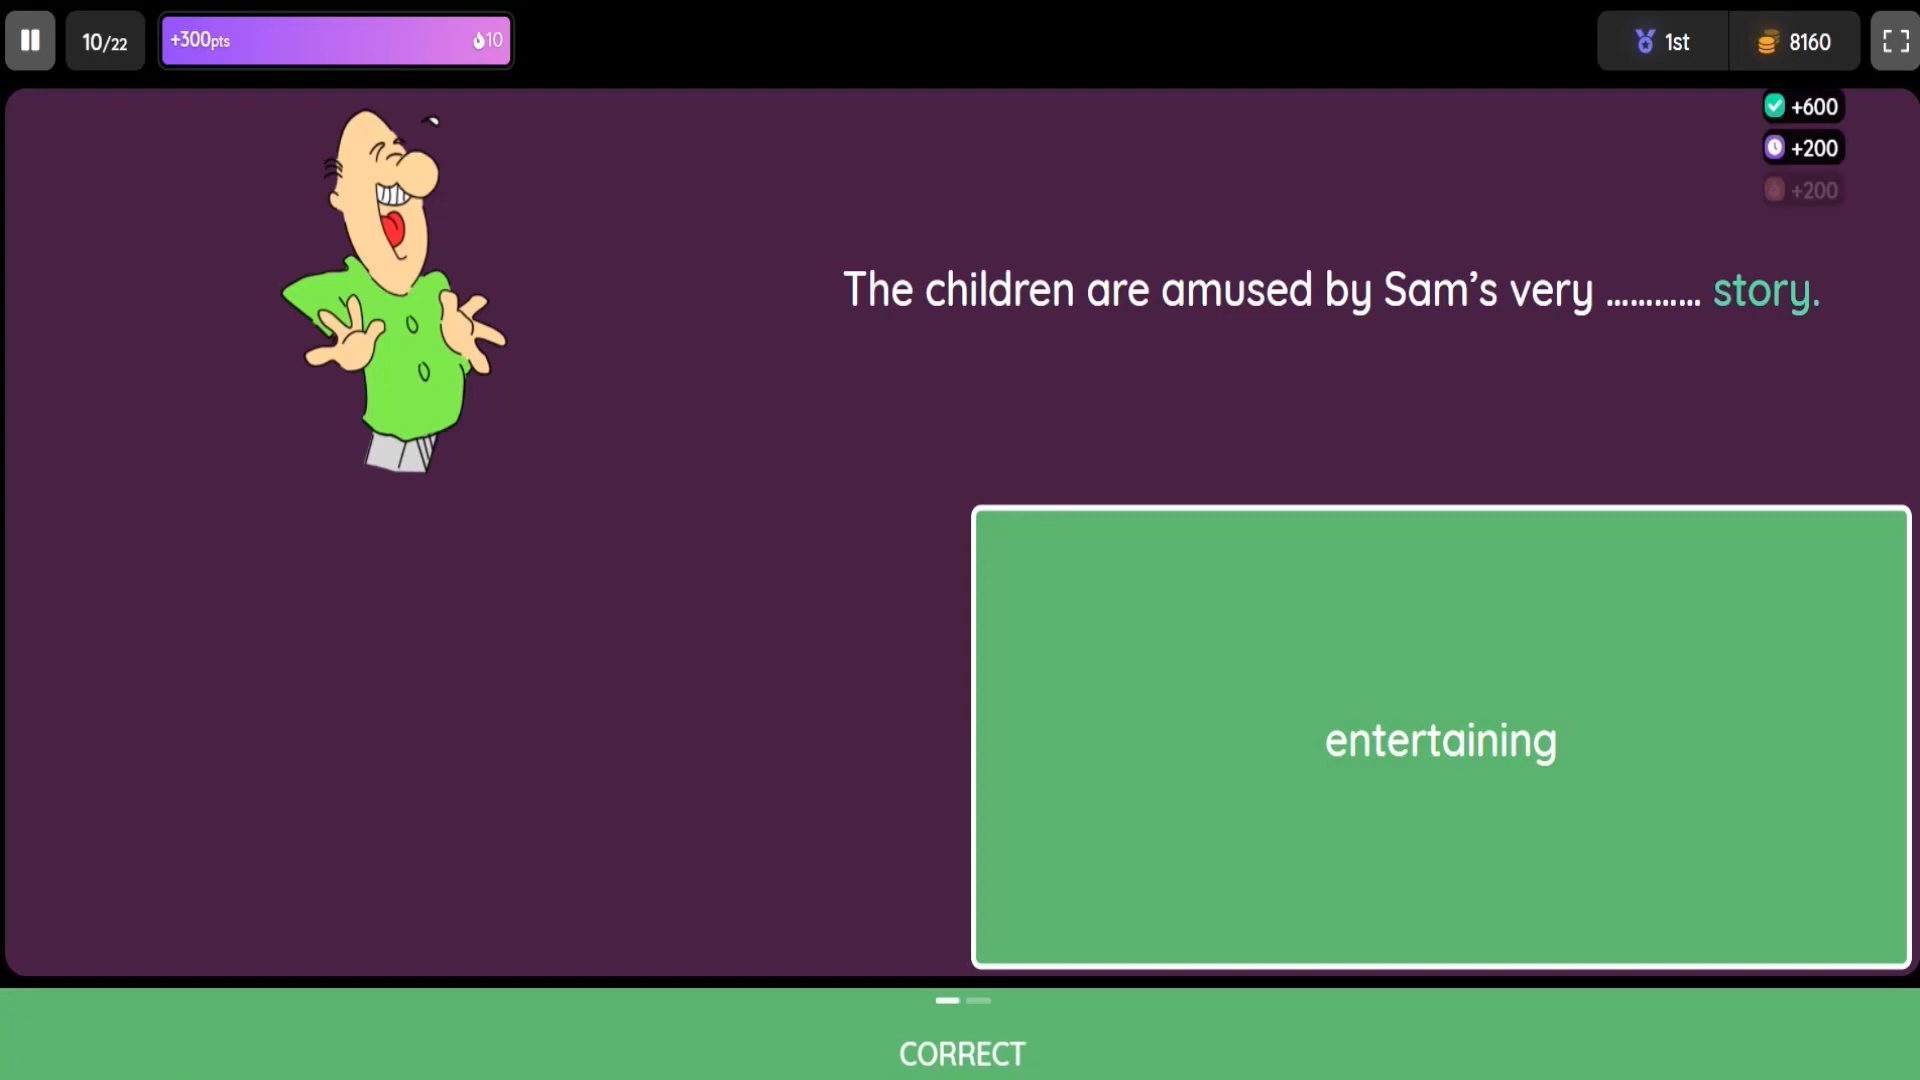 10/22
+300pts
10
1st
8160
+600
+200
+200
The children are amused by Sam’s very ............ story.
entertaining
CORRECT